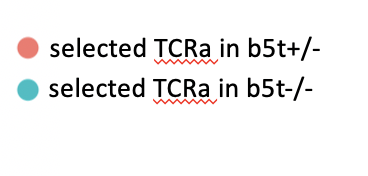 selected TCRa in b5t+/-
selected TCRa in b5t-/-